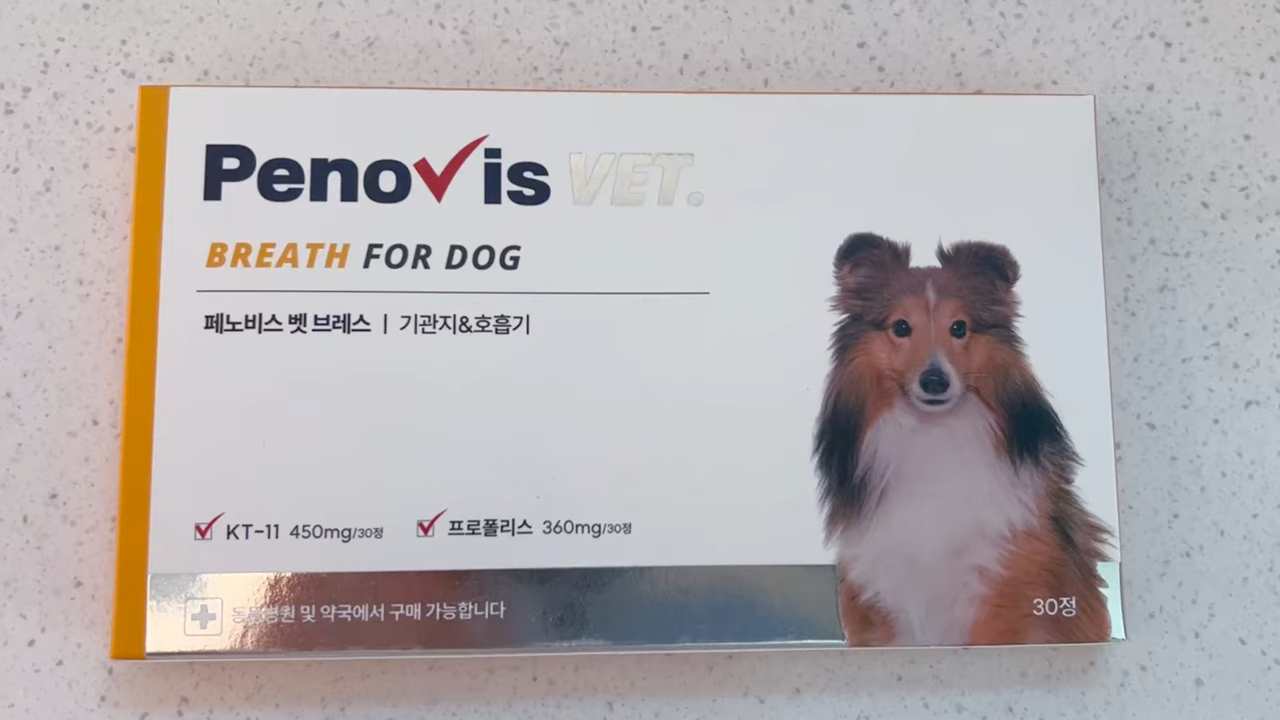 Penovis VET.
BREATH FOR DOG
페노비스 벳 브레스 | 기관지&호흡기
KT-11 450mg/30정 프로폴리스 360mg/30정
동물병원 및 약국에서 구매 가능합니다
30정